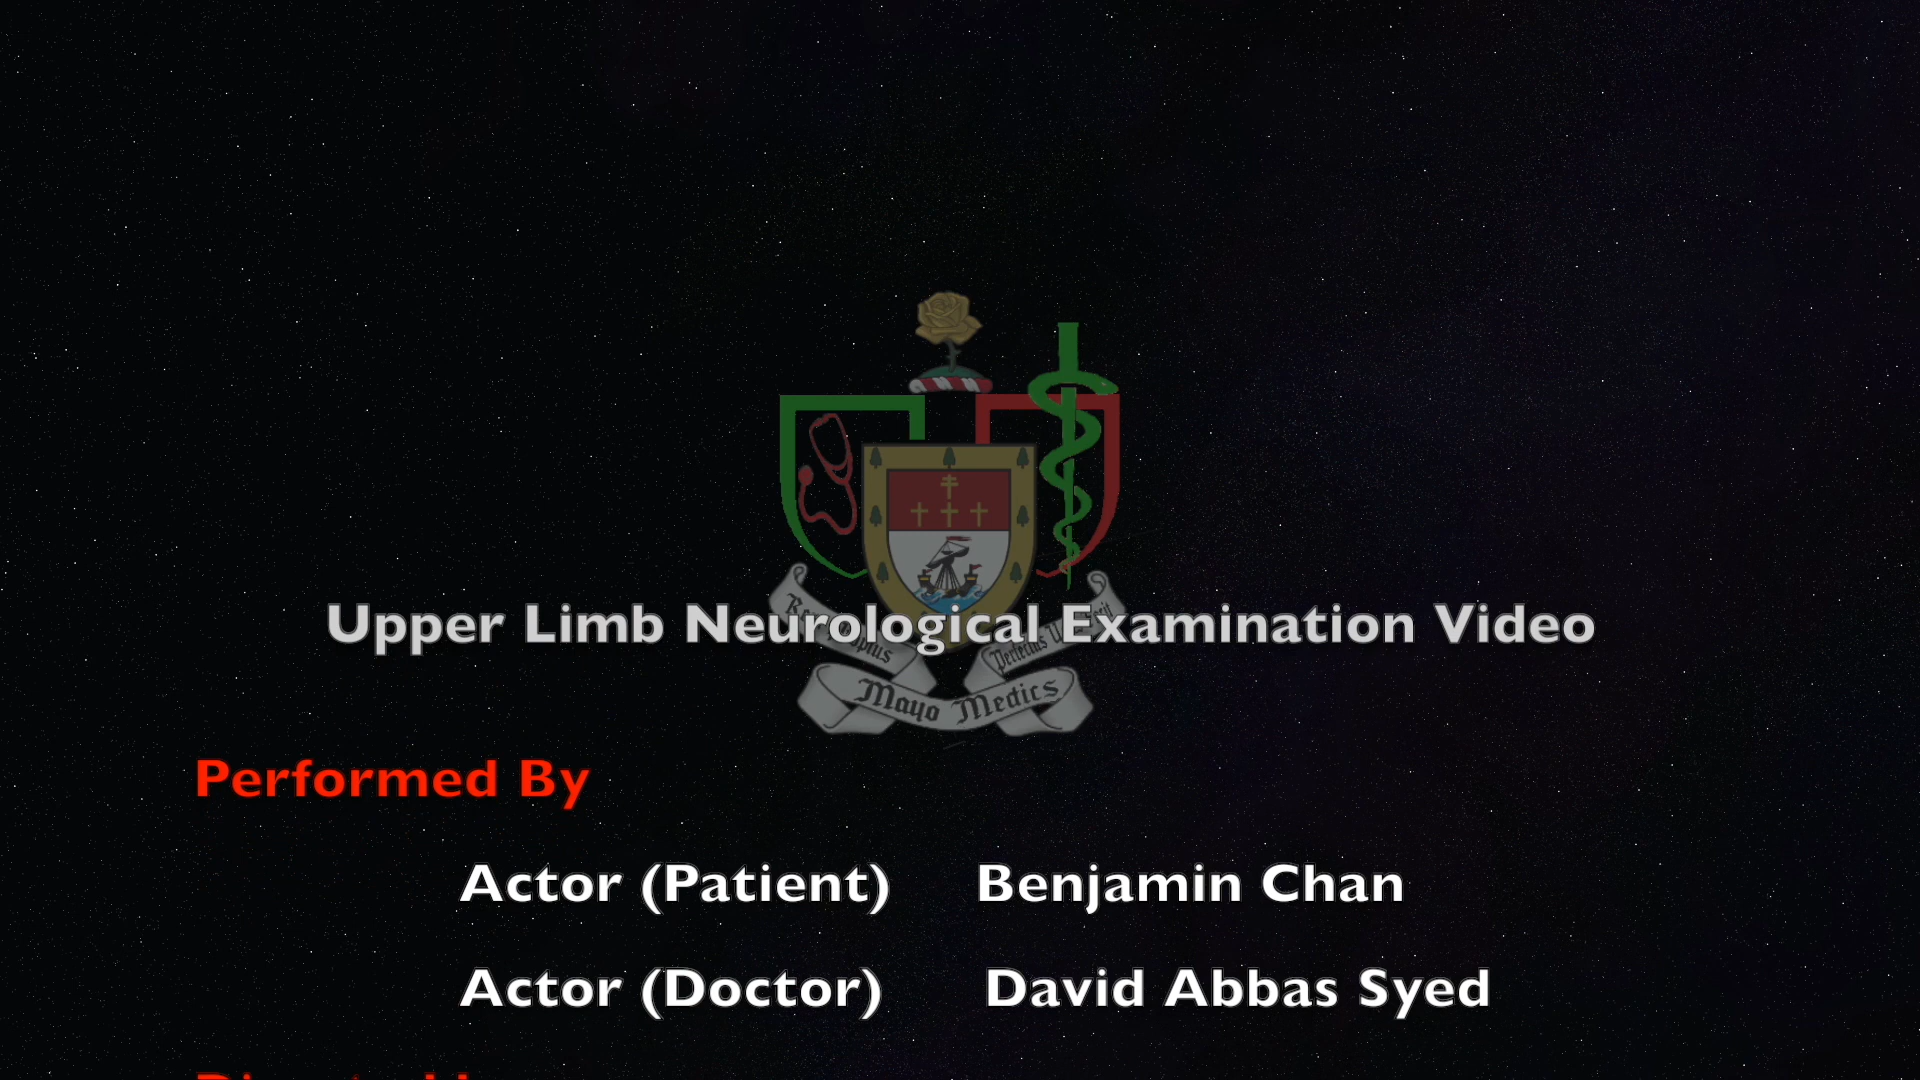 Upper Limb Neurological Examination Video
Mayo Medics
Performed By
Actor (Patient) Benjamin Chan
Actor (Doctor) David Abbas Syed